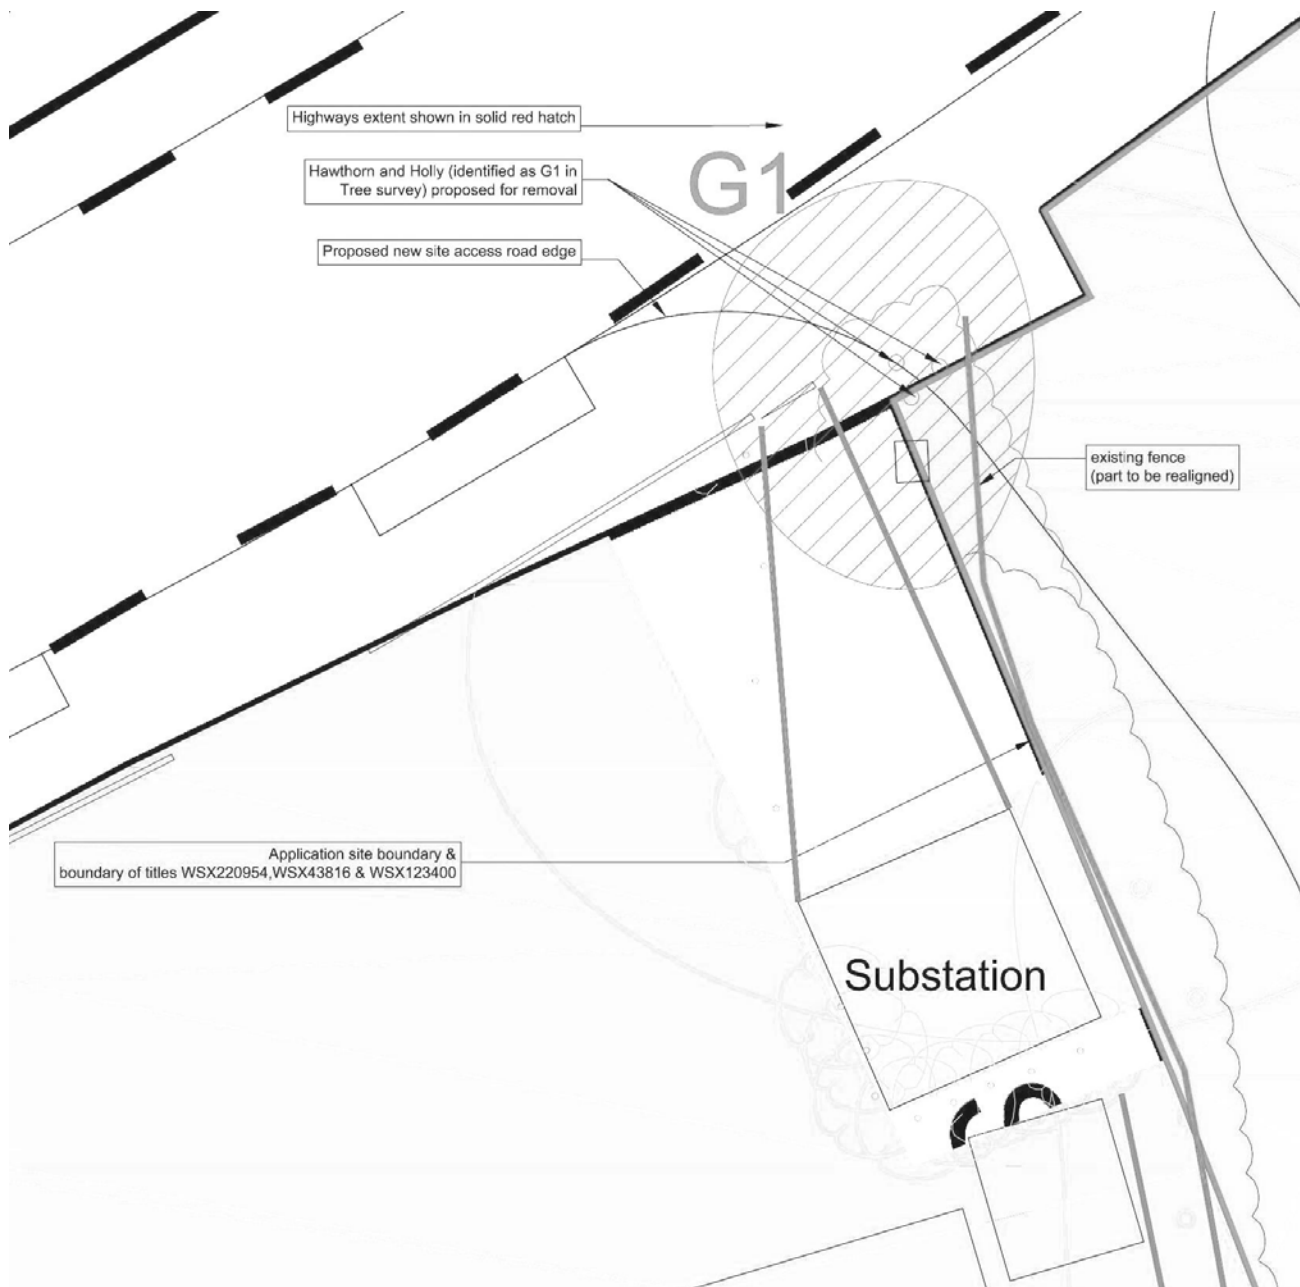 Highways extent shown in solid red hatch
G1
Hawthorn and Holly (identified as G1 in
Tree survey) proposed for removal
Proposed new site access road edge
existing fence
(part to be realigned)
Application site boundary &
boundary of titles WSX220954,WSX43816 & WSX123400
Substation